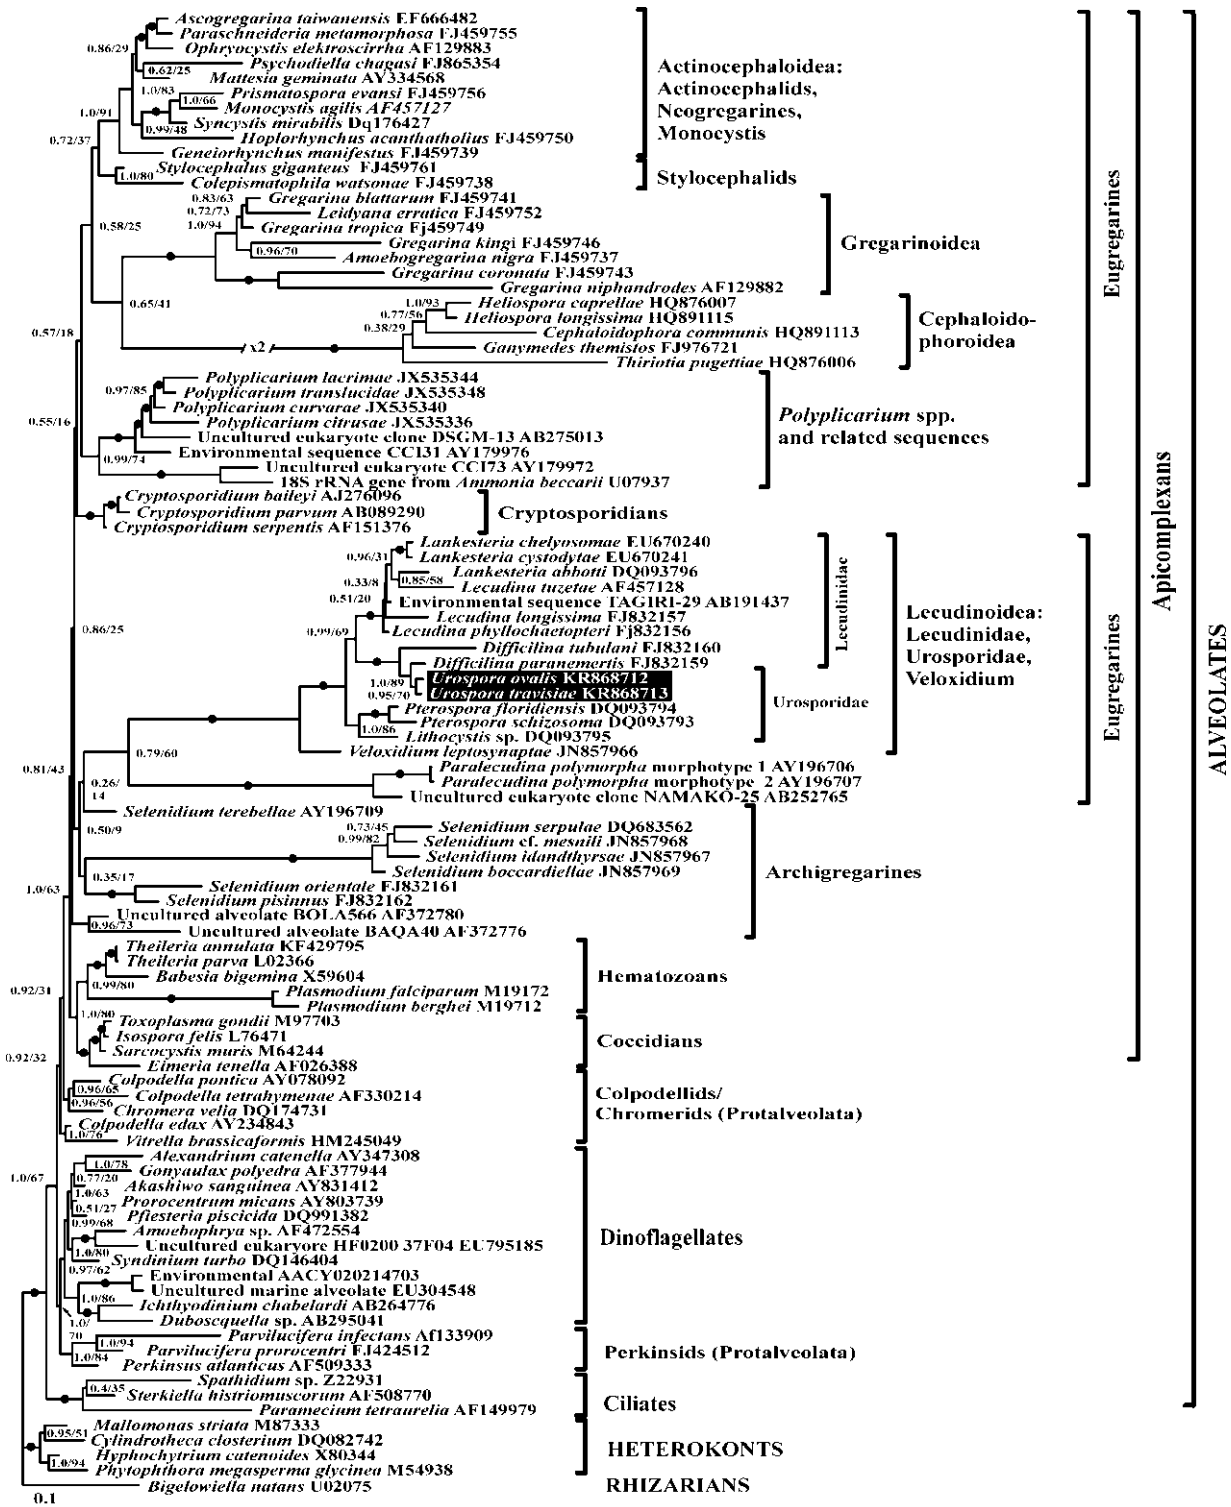 Ascogregarina taiwanensis EF666482
Paraschneideria metamorphosa FJ459755
Ophryocystis elektroscirrha AF129883
0.86/29
Psychodiella chagasi FJ865354
0.62/25
Mattesia geminata AY334568
1.0/83
Prismatospora evansi FJ459756
1.0/66
Monocystis agilis AF457127
1.0/91
Syncystis mirabilis Dq176427
0.99/48
Hoplorhynchus acanthatholius FJ459750
0.72/37
Geneiorhynchus manifestus FJ459739
Stylocephalus giganteus FJ459761
1.0/80
Colepismatophila watsonae FJ459738
0.83/63
Gregarina blattarum FJ459741
0.72/73
Leidyana erratica FJ459752
1.0/94
0.58/25
Gregarina tropica Fj459749
Gregarina kingi FJ459746
0.96/70
Amoebogregarina nigra FJ459737
Gregarina coronata FJ459743
Gregarina niphandrodes AF129882
0.65/41
1.0/93
Heliospora caprellae HQ876007
0.77/56
Heliospora longissima HQ891115
0.38/29
0.57/18
Cephaloidophora communis HQ891113
x2
Ganymedes themistos FJ976721
Thiriotia pugettiae HQ876006
Polyplicarium lacrimae JX535344
0.97/85
Polyplicarium translucidae JX535348
Polyplicarium curvarae JX535340
0.55/16
Polyplicarium citrusae JX535336
Uncultured eukaryote clone DSGM-13 AB275013
0.99/74
Environmental sequence CCI31 AY179976
Uncultured eukaryote CCI73 AY179972
18S rRNA gene from Ammonia beccarii U07937
Cryptosporidium baileyi AJ276096
Cryptosporidium parvum AB089290
Cryptosporidium serpentis AF151376
Lankesteria chelyosomae EU670240
0.96/31
Lankesteria cystodytae EU670241
Lankesteria abbotti DQ093796
0.33/8
0.85/58
Lecudina tuzetae AF457128
0.51/20
Environmental sequence TAGIRI-29 AB191437
Lecudina longissima FJ832157
Lecudina phyllochaetopteri Fj832156
0.86/25
0.99/69
Difficilina tubulani FJ832160
Difficilina paranemertis FJ832159
1.0/89
Urospora ovalis KR868712
0.95/70
Urospora travisiae KR868713
Pterospora floridiensis DQ093794
Pterospora schizosoma DQ093793
1.0/86
Lithocystis sp. DQ093795
Veloxidium leptosynaptae JN857966
0.79/60
0.81/43
Paralecudina polymorpha morphotype 1 AY196706
0.26/
14
Paralecudina polymorpha morphotype 2 AY196707
Uncultured eukaryote clone NAMAKO-25 AB252765
Selenidium terebellae AY196709
0.50/9
0.73/45
Selenidium serpulae DQ683562
0.99/82
Selenidium cf. mesnili JN857968
Selenidium idandthyrsae JN857967
Selenidium boccardiellae JN857969
0.35/17
1.0/63
Selenidium orientale FJ832161
Selenidium pisinnus FJ832162
Uncultured alveolate BOLA566 AF372780
0.96/73
Uncultured alveolate BAQA40 AF372776
Theileria annulata KF429795
Theileria parva L02366
Babesia bigemina X59604
0.99/80
0.92/31
Plasmodium falciparum M19172
Plasmodium berghei M19712
1.0/80
Toxoplasma gondii M97703
Isospora felis L76471
Sarcocystis muris M64244
0.92/32
Eimeria tenella AF026388
Colpodella pontica AY078092
0.96/65
Colpodella tetrahymenae AF330214
0.96/56
Chromera velia DQ174731
Colpodella edax AY234843
1.0/76
Vitrella brassicaformis HM245049
Alexandrium catenella AY347308
1.0/78
Gonyaulax polyedra AF377944
1.0/67
0.77/20
Akashiwo sanguinea AY831412
1.0/63
Prorocentrum micans AY803739
0.51/27
Pfiesteria piscicida DQ991382
0.99/68
Amoebophrya sp. AF472554
Uncultured eukaryore HF0200_37F04 EU795185
1.0/80
Syndinium turbo DQ146404
0.97/62
Environmental AACY020214703
Uncultured marine alveolate EU304548
1.0/86
Ichthyodinium chabelardi AB264776
Duboscquella sp. AB295041
1.0/
70
Parvilucifera infectans Af133909
1.0/94
Parvilucifera prorocentri FJ424512
1.0/84
Perkinsus atlanticus AF509333
Spathidium sp. Z22931
0.4/35
Sterkiella histriomuscorum AF508770
Paramecium tetraurelia AF149979
Mallomonas striata M87333
0.95/51
Cylindrotheca closterium DQ082742
Hyphochytrium catenoides X80344
1.0/94
Phytophthora megasperma glycinea M54938
Bigelowiella natans U02075
0.1
Actinocephaloidea:
Actinocephalids,
Neogregarines,
Monocystis
Stylocephalids
Gregarinoidea
Cephaloido-
phoroidea
Polyplicarium spp.
and related sequences
Cryptosporidians
Lecudinidae
Urosporidae
Lecudinoidea:
Lecudinidae,
Urosporidae,
Veloxidium
Archigregarines
Hematozoans
Coccidians
Colpodellids/
Chromerids (Protalveolata)
Dinoflagellates
Perkinsids (Protalveolata)
Ciliates
HETEROKONTS
RHIZARIANS
Eugregarines
Eugregarines
Apicomplexans
ALVEOLATES